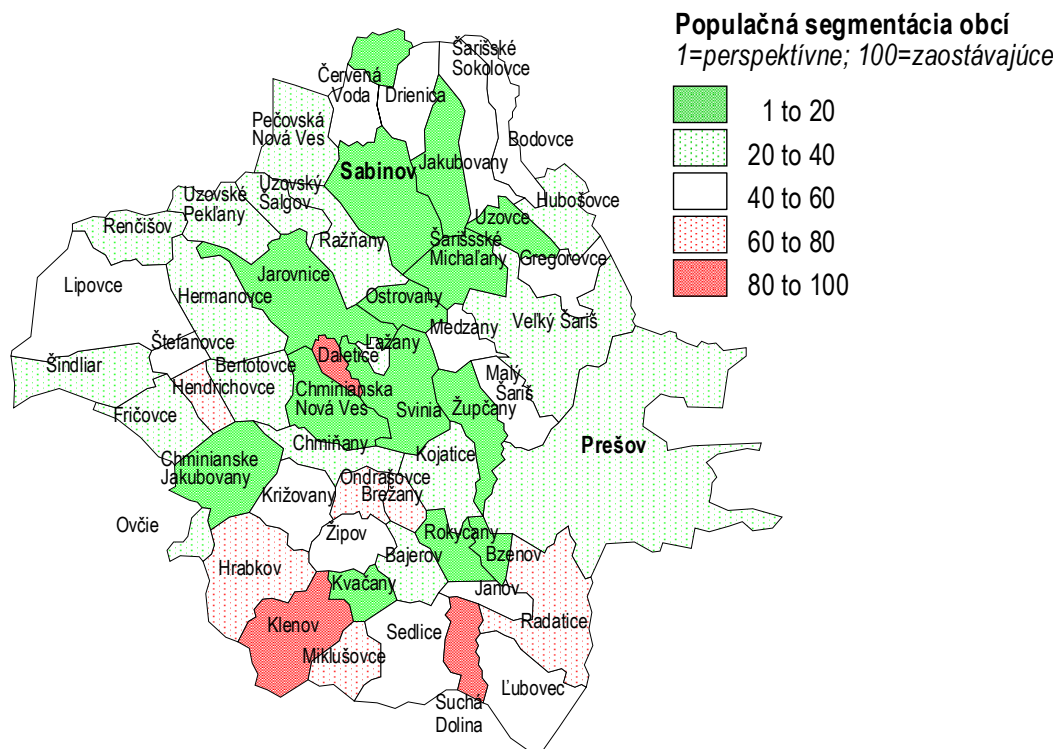 Populačná segmentácia obcí
1=perspektívne; 100=zaostávajúce
1 to 20
20 to 40
40 to 60
60 to 80
80 to 100
Šarišské
Sokolovce
Červená
Voda
Drienica
Pečovská
Nová Ves
Bodovce
Sabinov
Jakubovany
Uzovský
Šalgov
Uzovské
Pekľany
Hubošovce
Renčišov
Uzovce
Ražňany
Šarišsské
Michaľany
Gregorovce
Lipovce
Jarovnice
Hermanovce
Ostrovany
Veľký Šariš
Medzany
Štefanovce
Lažany
Daletice
Šindliar
Bertotovce
Malý
Šariš
Hendrichovce
Chminianska
Nová Ves
Svinia
Župčany
Fričovce
Chmiňany
Prešov
Kojatice
Chminianske
Jakubovany
Ondrašovce
Brežany
Križovany
Ovčie
Žipov
Rokycany
Bajerov
Bzenov
Hrabkov
Kvačany
Janov
Radatice
Klenov
Sedlice
Miklušovce
Ľubovec
Suchá
Dolina